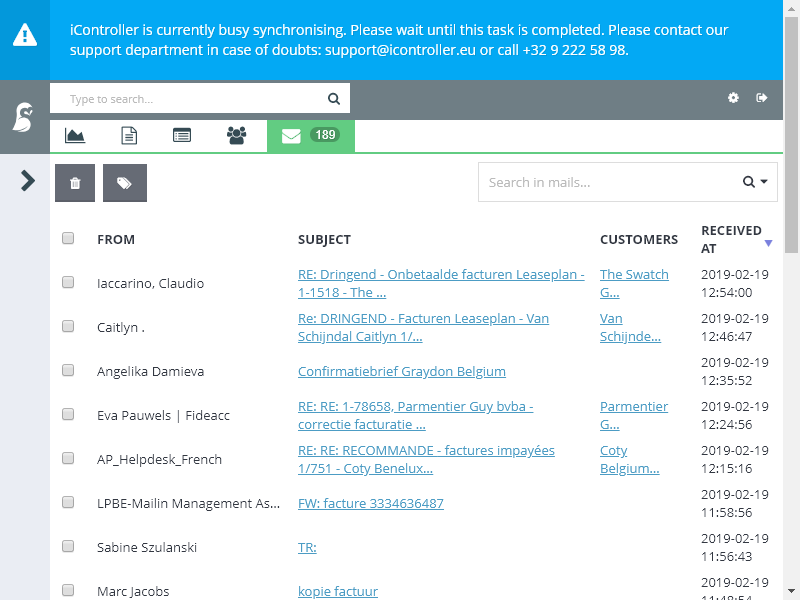 iController is currently busy synchronising. Please wait until this task is completed. Please contact our
support department in case of doubts: support@icontroller.eu or call +32 9 222 58 98.
Type to search...
189
Search in mails...
FROM SUBJECT CUSTOMERS RECEIVED
AT
Iaccarino, Claudio RE: Dringend - Onbetaalde facturen Leaseplan - The Swatch 2019-02-19
1-1518 - The ... G... 12:54:00
Caitlyn . Re: DRINGEND - Facturen Leaseplan - Van Van 2019-02-19
Schijndal Caitlyn 1/... Schijnde... 12:46:47
Angelika Damieva Confirmatiebrief Graydon Belgium 2019-02-19
12:35:52
Eva Pauwels | Fideacc RE: RE: 1-78658, Parmentier Guy bvba - Parmentier 2019-02-19
correctie facturatie ... G... 12:24:56
AP_Helpdesk_French RE: RE: RECOMMANDE - factures impayées Coty 2019-02-19
1/751 - Coty Benelux... Belgium... 12:15:16
LPBE-Mailin Management As... FW: facture 3334636487 2019-02-19
11:58:56
Sabine Szulanski TR: 2019-02-19
11:56:43
Marc Jacobs kopie factuur 2019-02-19
11:48:54